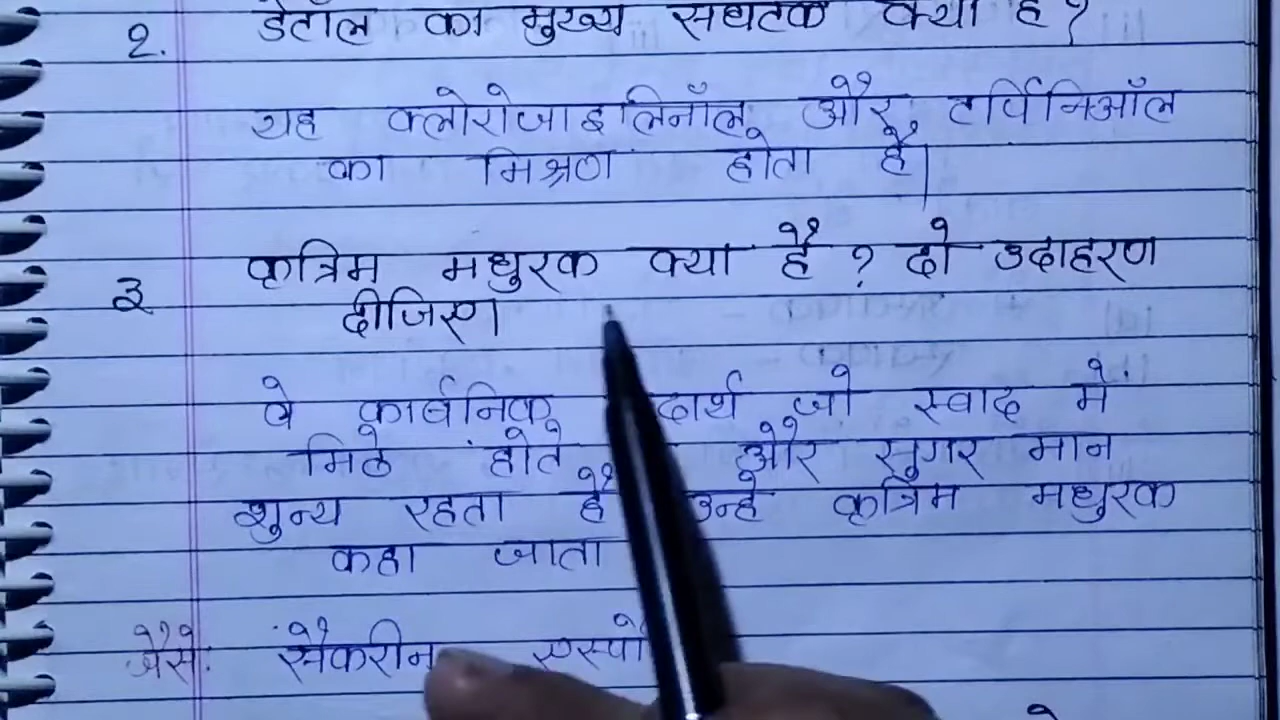 2. डेटॉल का मुख्य सघटक क्या है?
यह क्लोरोजाइलिनॉल और टर्पिनिऑल
का मिश्रण होता है|
3 कृत्रिम मधुरक क्या है? दो उदाहरण
दीजिए|
वे कार्बनिक जो स्वाद में
मिठे होते और सुगर मान
शुन्य रहता है उन्हे कृत्रिम मधुरक
कहा जाता
जैसे: सैकरीन